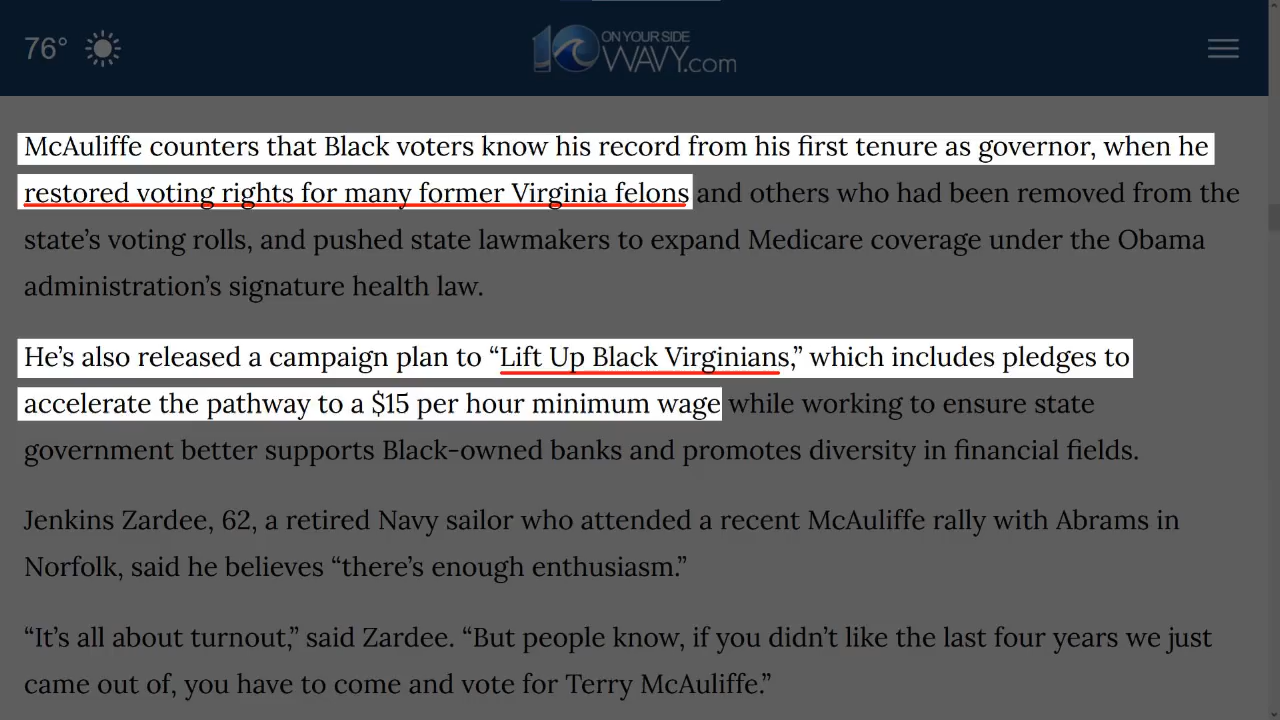 76°
10 ON YOUR SIDE
WAVY.com
McAuliffe counters that Black voters know his record from his first tenure as governor, when he
restored voting rights for many former Virginia felons and others who had been removed from the
state’s voting rolls, and pushed state lawmakers to expand Medicare coverage under the Obama
administration’s signature health law.
He’s also released a campaign plan to “Lift Up Black Virginians,” which includes pledges to
accelerate the pathway to a $15 per hour minimum wage while working to ensure state
government better supports Black-owned banks and promotes diversity in financial fields.
Jenkins Zardee, 62, a retired Navy sailor who attended a recent McAuliffe rally with Abrams in
Norfolk, said he believes “there’s enough enthusiasm.”
“It’s all about turnout,” said Zardee. “But people know, if you didn’t like the last four years we just
came out of, you have to come and vote for Terry McAuliffe.”